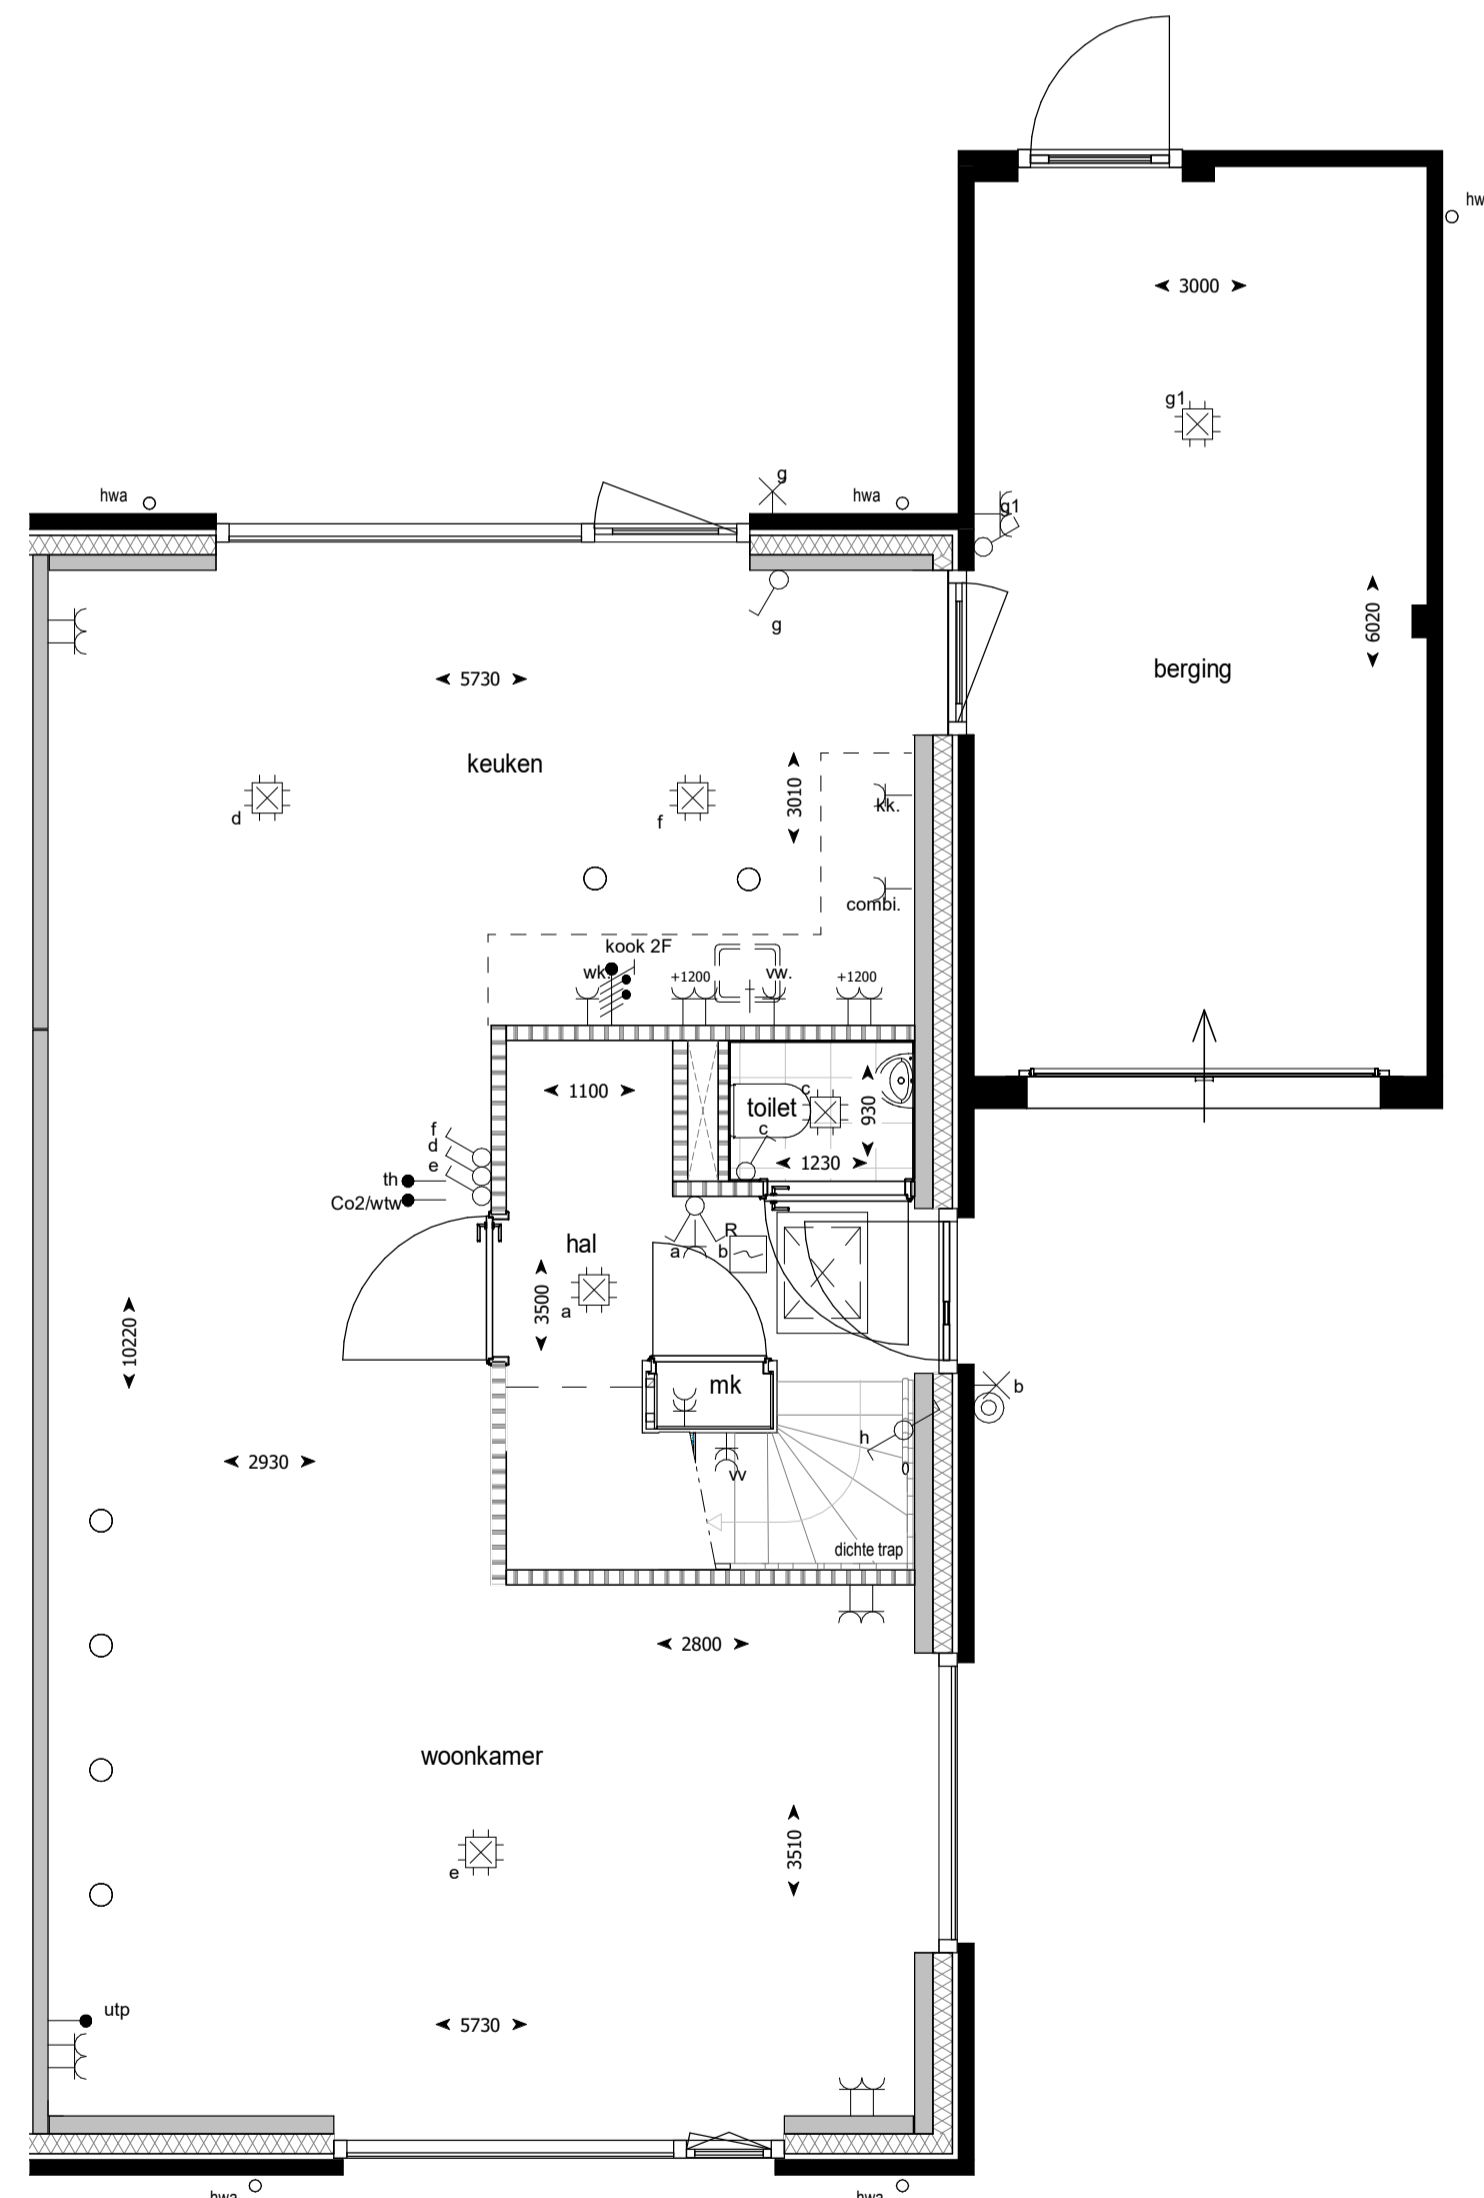 hw
3000
g1
g
hwa
hwa
g1
6020
berging
5730
keuken
3010
kk.
d
f
combi.
kook 2F
wk.
+1200
vw.
+1200
1100
c
toilet
930
c
1230
f
d
e
th
Co2/wtw
R
a
b
hal
3500
a
10220
mk
b
h
0
2930
vv
dichte trap
2800
woonkamer
3510
e
utp
5730
hwa
hwa